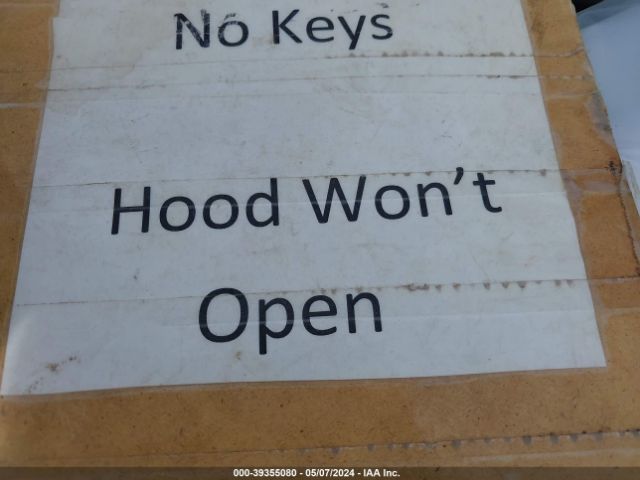 No Keys
Hood Won't
Open
000-39355080 - 05/07/2024 - IAA Inc.